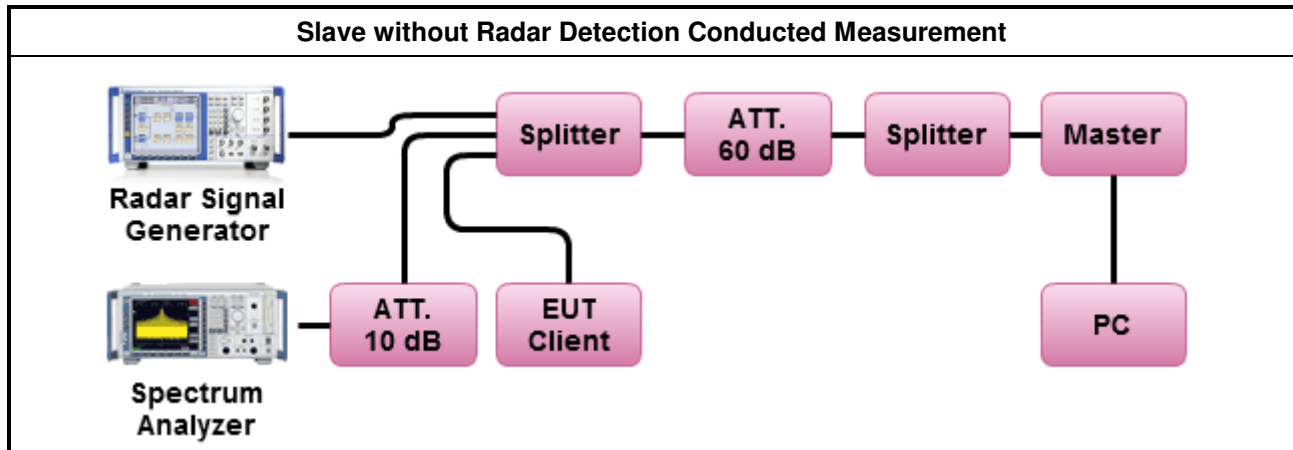 Slave without Radar Detection Conducted Measurement
Radar Signal
Generator
Splitter
ATT.
60 dB
Splitter
Master
Spectrum
Analyzer
ATT.
10 dB
EUT
Client
PC